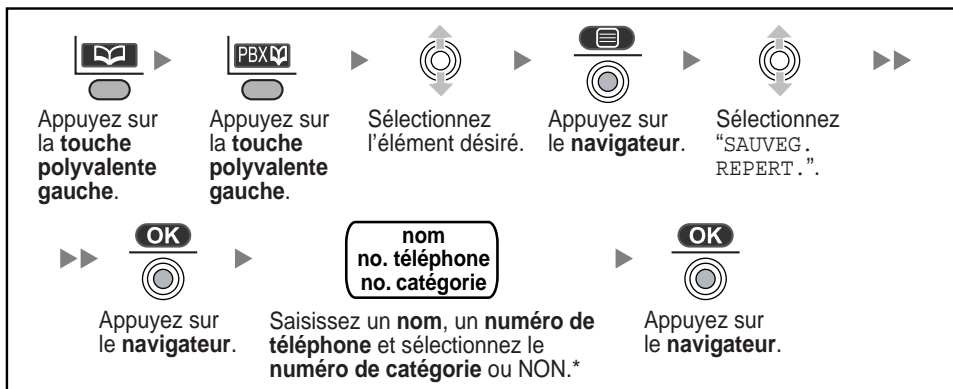 PBX
Appuyez sur
la touche
polyvalente
gauche.
Appuyez sur
la touche
polyvalente
gauche.
Sélectionnez
l'élément désiré.
Appuyez sur
le navigateur.
Sélectionnez
"SAUVEG.
REPERT.".
OK
Appuyez sur
le navigateur.
nom
no. téléphone
no. catégorie
Saisissez un nom, un numéro de
téléphone et sélectionnez le
numéro de catégorie ou NON.*
OK
Appuyez sur
le navigateur.